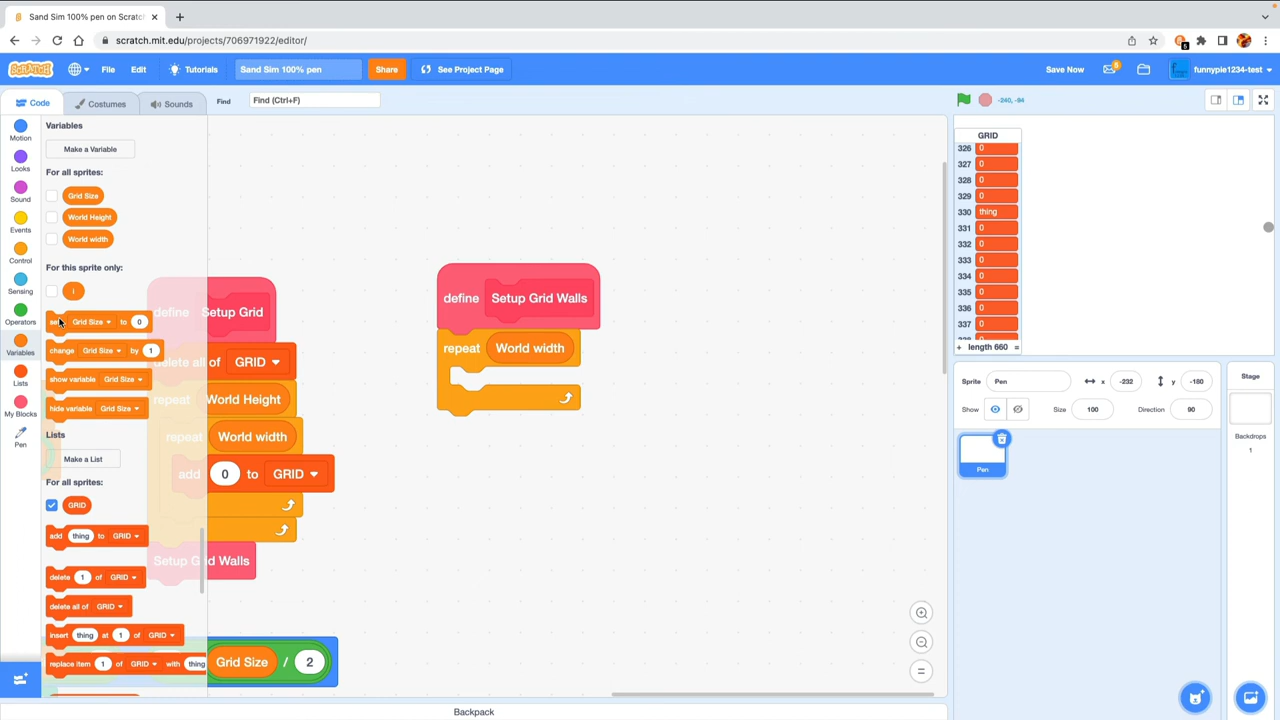 Sand Sim 100% pen on Scratch
scratch.mit.edu/projects/706971922/editor/
5
SCRATCH
File
Edit
Tutorials
Sand Sim 100% pen
Share
See Project Page
Save Now
funnypie1234-test
Code
Costumes
Sounds
Find
Find (Ctrl+F)
-240, -94
Motion
Looks
Sound
Events
Control
Sensing
Operators
Variables
Lists
My Blocks
Pen
Variables
Make a Variable
For all sprites:
Grid Size
World Height
World width
For this sprite only:
i
Grid Size to 0
change Grid Size by 1
show variable Grid Size
hide variable Grid Size
Lists
Make a List
For all sprites:
GRID
add thing to GRID
delete 1 of GRID
delete all of GRID
insert thing at 1 of GRID
replace item 1 of GRID with thing
define Setup Grid
delete all of GRID
repeat World Height
repeat World width
add 0 to GRID
Setup Grid Walls
Grid Size / 2
define Setup Grid Walls
repeat World width
GRID
326 0
327 0
328 0
329 0
330 thing
331 0
332 0
333 0
334 0
335 0
336 0
337 0
+ length 660 =
Sprite Pen x -232 y -180
Show Size 100 Direction 90
Pen
Stage
Backdrops
1
Backpack